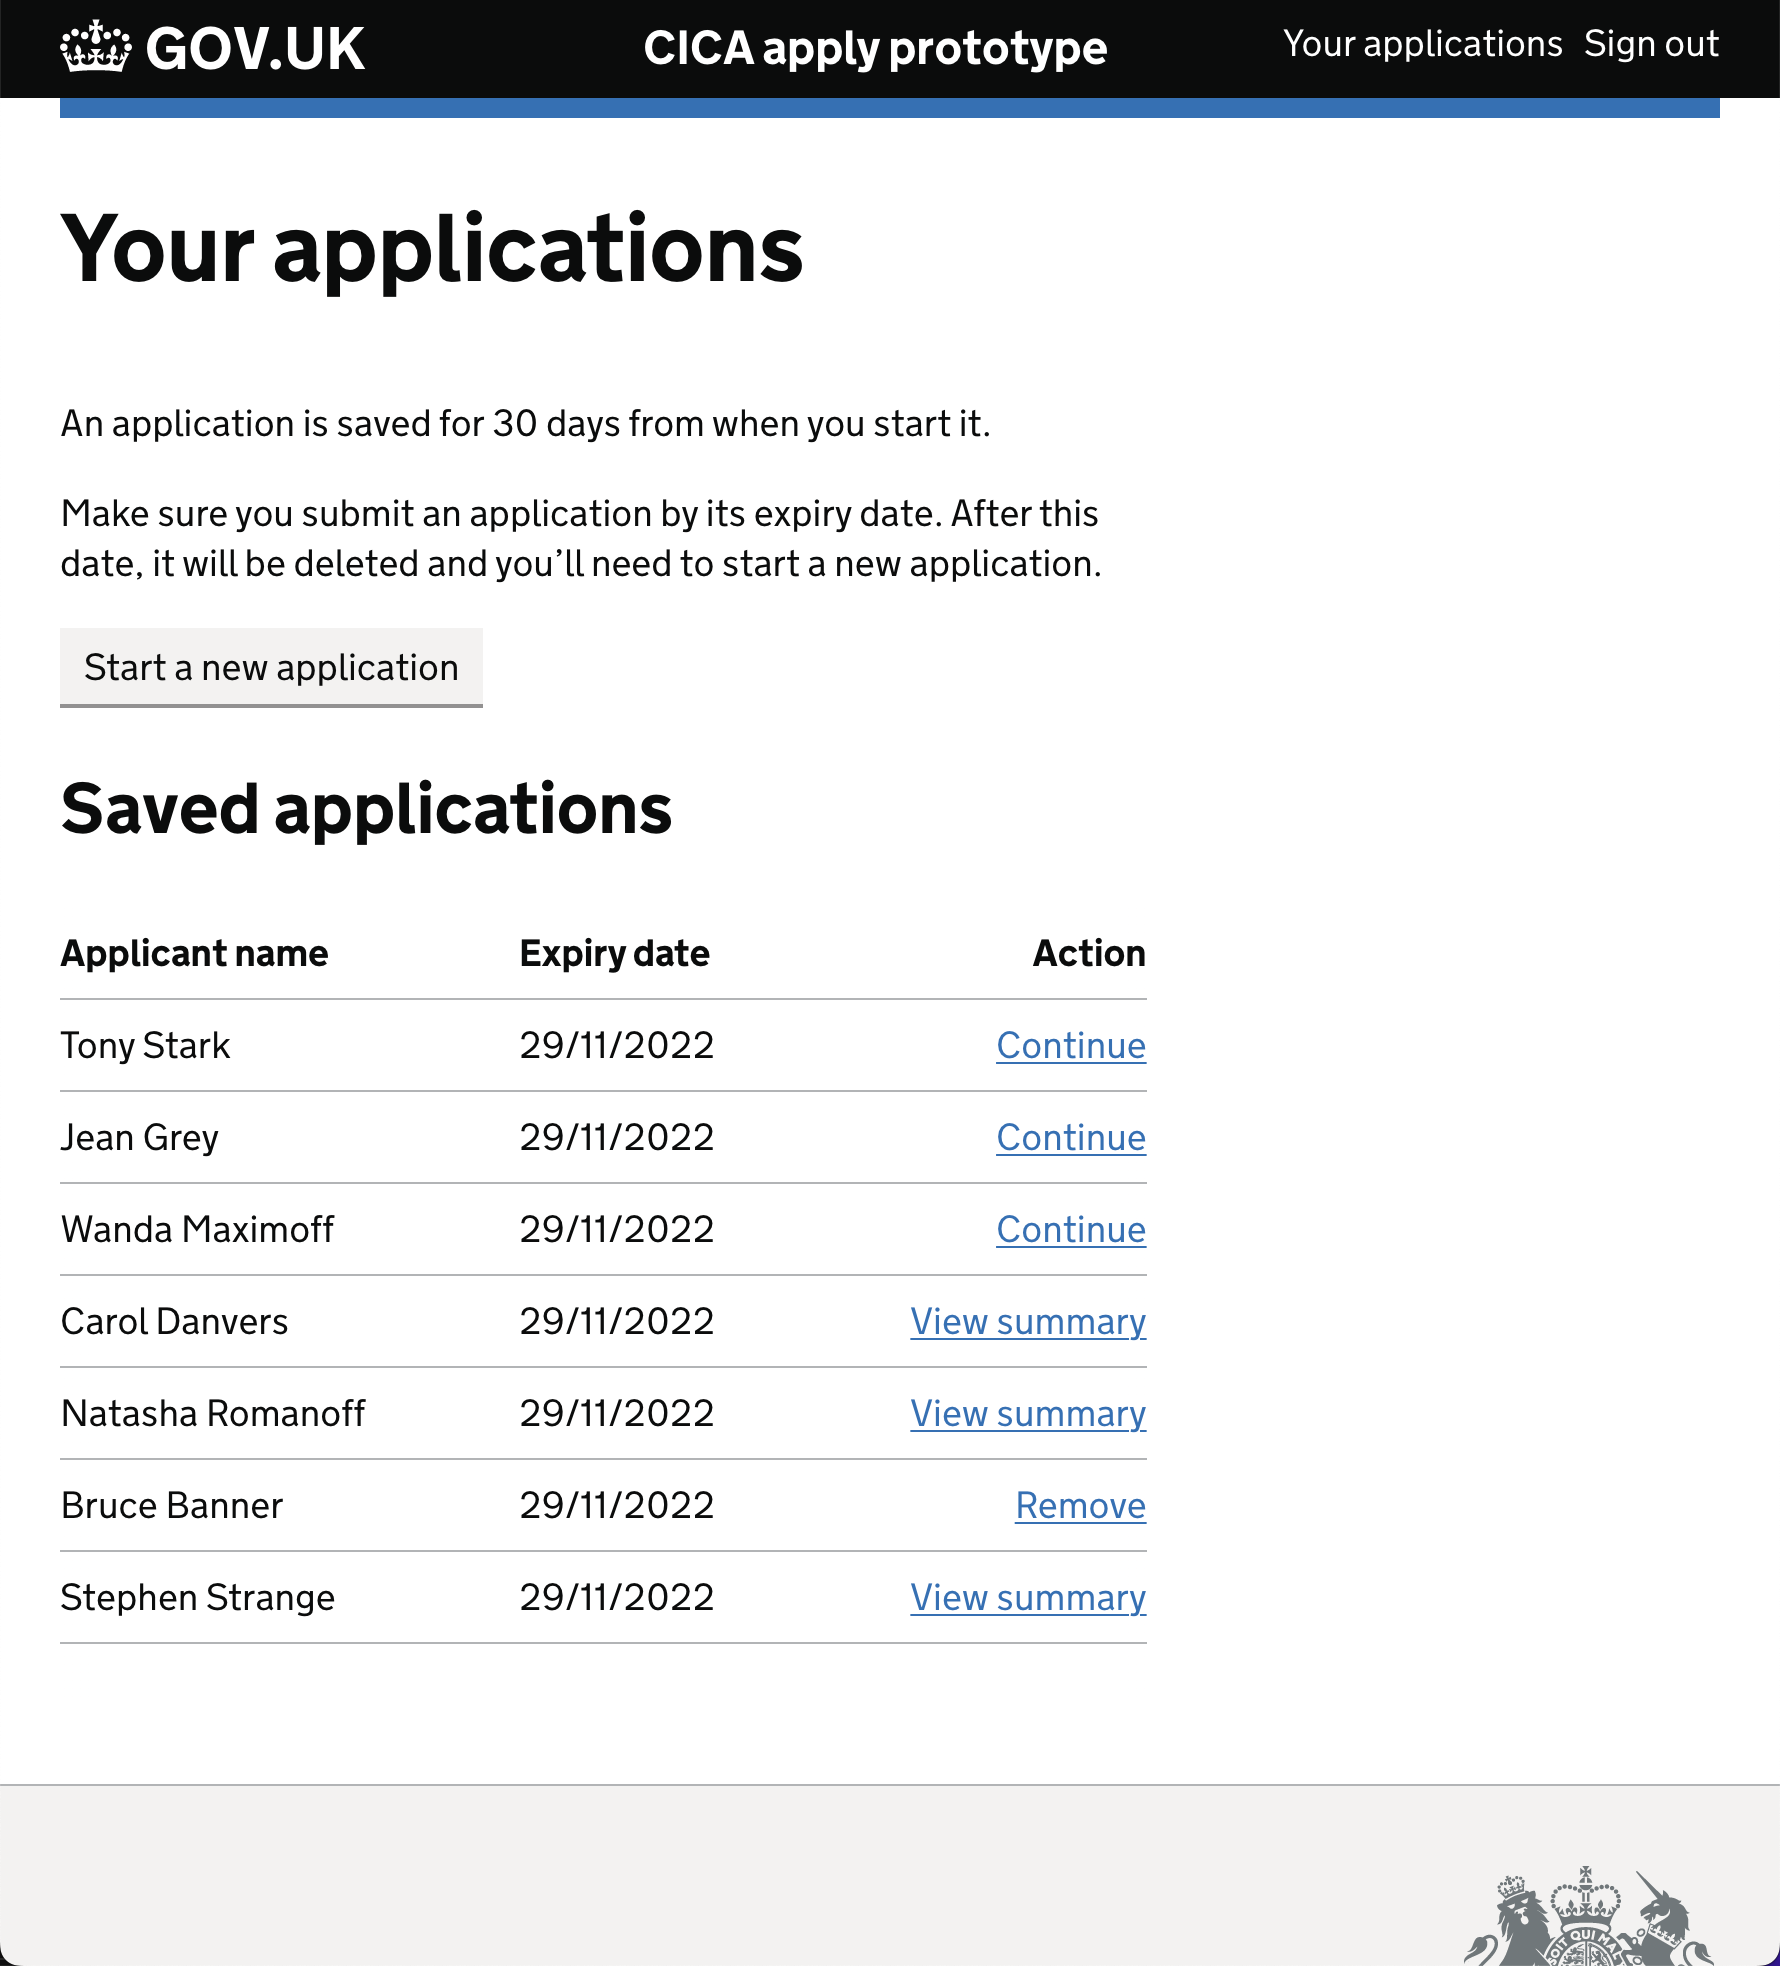 GOV.UK CICA apply prototype Your applications Sign out
Your applications
An application is saved for 30 days from when you start it.
Make sure you submit an application by its expiry date. After this
date, it will be deleted and you’ll need to start a new application.
Start a new application
Saved applications
Applicant name Expiry date Action
Tony Stark 29/11/2022 Continue
Jean Grey 29/11/2022 Continue
Wanda Maximoff 29/11/2022 Continue
Carol Danvers 29/11/2022 View summary
Natasha Romanoff 29/11/2022 View summary
Bruce Banner 29/11/2022 Remove
Stephen Strange 29/11/2022 View summary
QUI